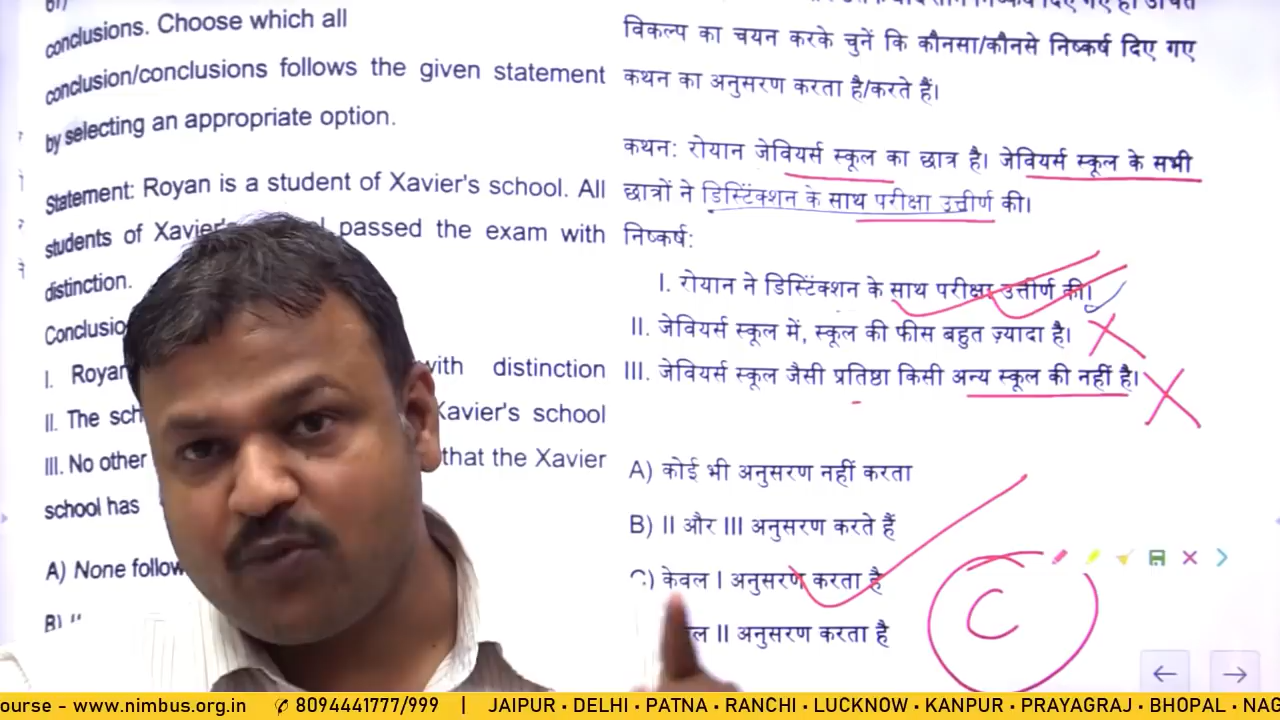 conclusions. Choose which all
conclusion/conclusions follows the given statement
by selecting an appropriate option.
Statement: Royan is a student of Xavier's school. All
students of Xavier's passed the exam with
distinction.
I. Royan with distinction
II. The Xavier's school
III. No other that the Xavier
school has
A) None follow
विकल्प का चयन करके चुनें कि कौनसा/कौनसे निष्कर्ष दिए गए
कथन का अनुसरण करता है/करते हैं।
कथन: रोयान जेवियर्स स्कूल का छात्र है। जेवियर्स स्कूल के सभी
छात्रों ने डिस्टिंक्शन के साथ परीक्षा उत्तीर्ण की।
निष्कर्ष:
I. रोयान ने डिस्टिंक्शन के साथ परीक्षा उत्तीर्ण की।
II. जेवियर्स स्कूल में, स्कूल की फीस बहुत ज़्यादा है।
III. जेवियर्स स्कूल जैसी प्रतिष्ठा किसी अन्य स्कूल की नहीं है।
A) कोई भी अनुसरण नहीं करता
B) II और III अनुसरण करते हैं
C) केवल I अनुसरण करता है
II अनुसरण करता है
C
ourse - www.nimbus.org.in ✆ 8094441777/999 | JAIPUR • DELHI • PATNA • RANCHI • LUCKNOW • KANPUR • PRAYAGRAJ • BHOPAL • NAG